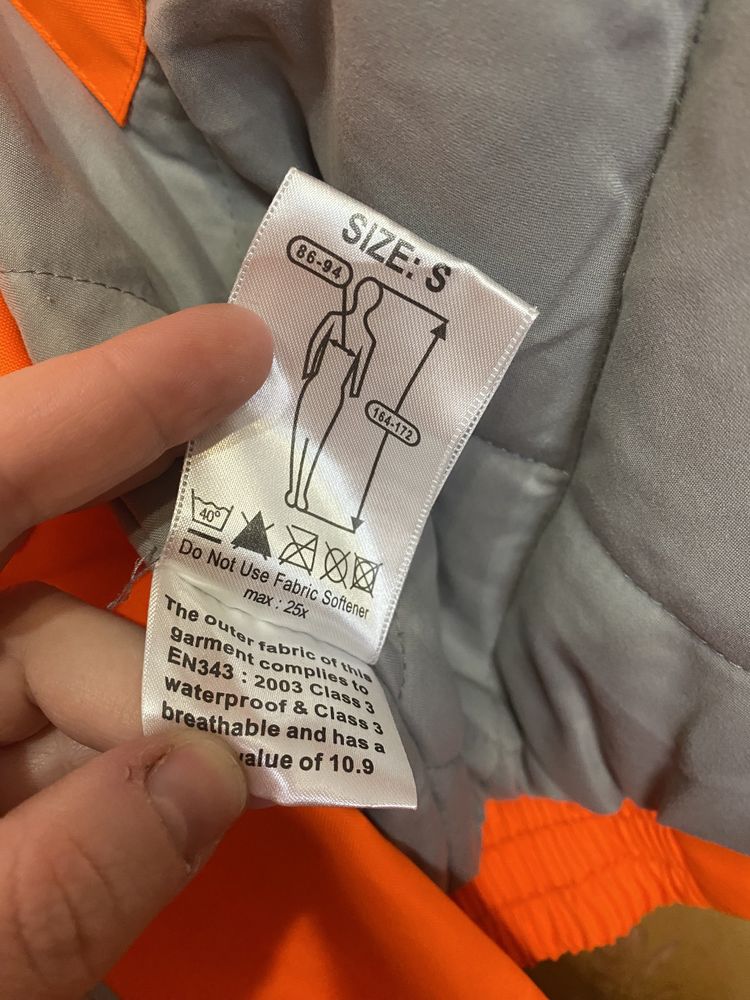 SIZE: S
86-94
164-172
40°
Do Not Use Fabric Softener
max : 25x
The outer fabric of this
garment complies to
EN343 : 2003 Class 3
waterproof & Class 3
breathable and has a
of 10.9